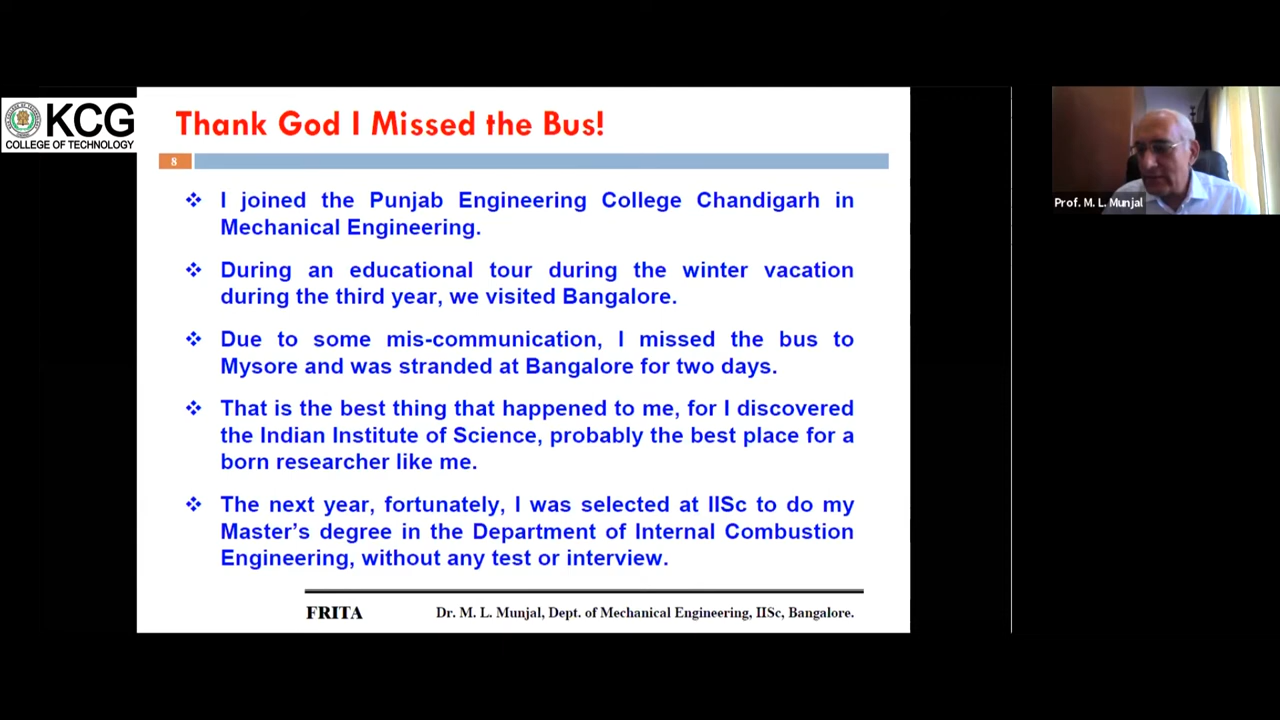 KCG
COLLEGE OF TECHNOLOGY
Thank God I Missed the Bus!
8
❖ I joined the Punjab Engineering College Chandigarh in
Mechanical Engineering.
❖ During an educational tour during the winter vacation
during the third year, we visited Bangalore.
❖ Due to some mis-communication, I missed the bus to
Mysore and was stranded at Bangalore for two days.
❖ That is the best thing that happened to me, for I discovered
the Indian Institute of Science, probably the best place for a
born researcher like me.
❖ The next year, fortunately, I was selected at IISc to do my
Master’s degree in the Department of Internal Combustion
Engineering, without any test or interview.
FRITA
Dr. M. L. Munjal, Dept. of Mechanical Engineering, IISc, Bangalore.
Prof. M. L. Munjal